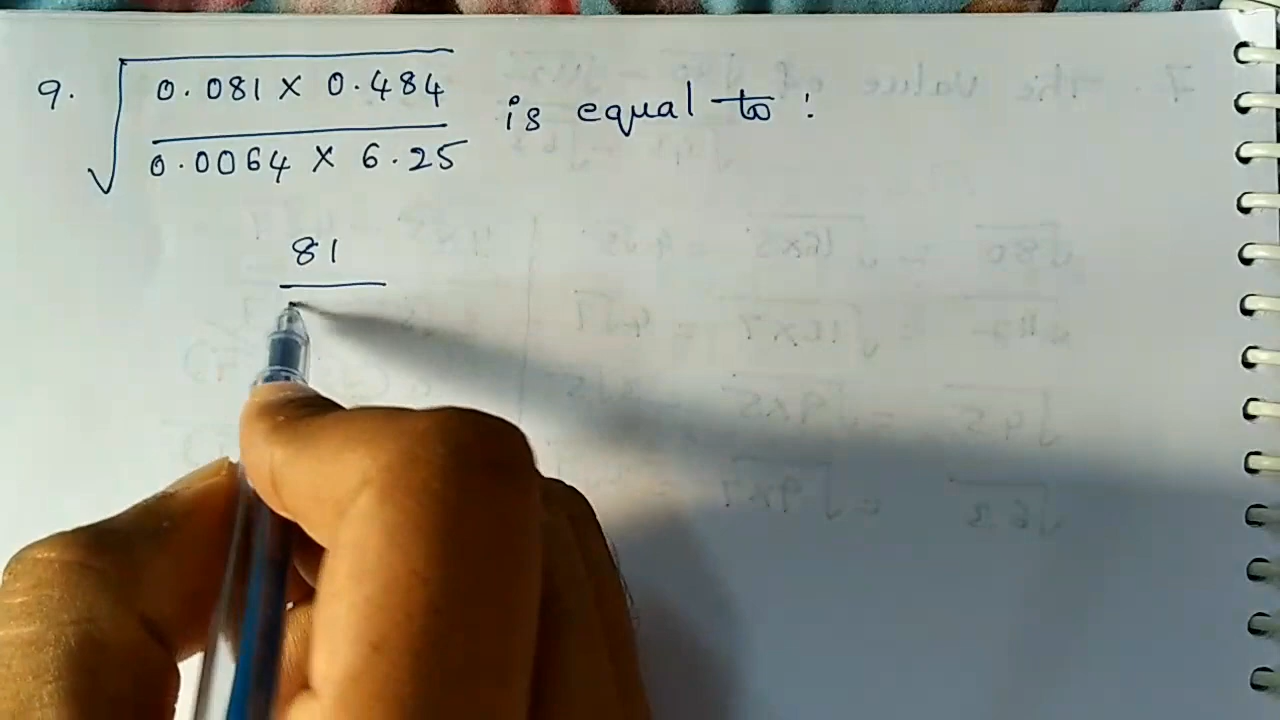 9. √(0.081 × 0.484 / 0.0064 × 6.25) is equal to :
81